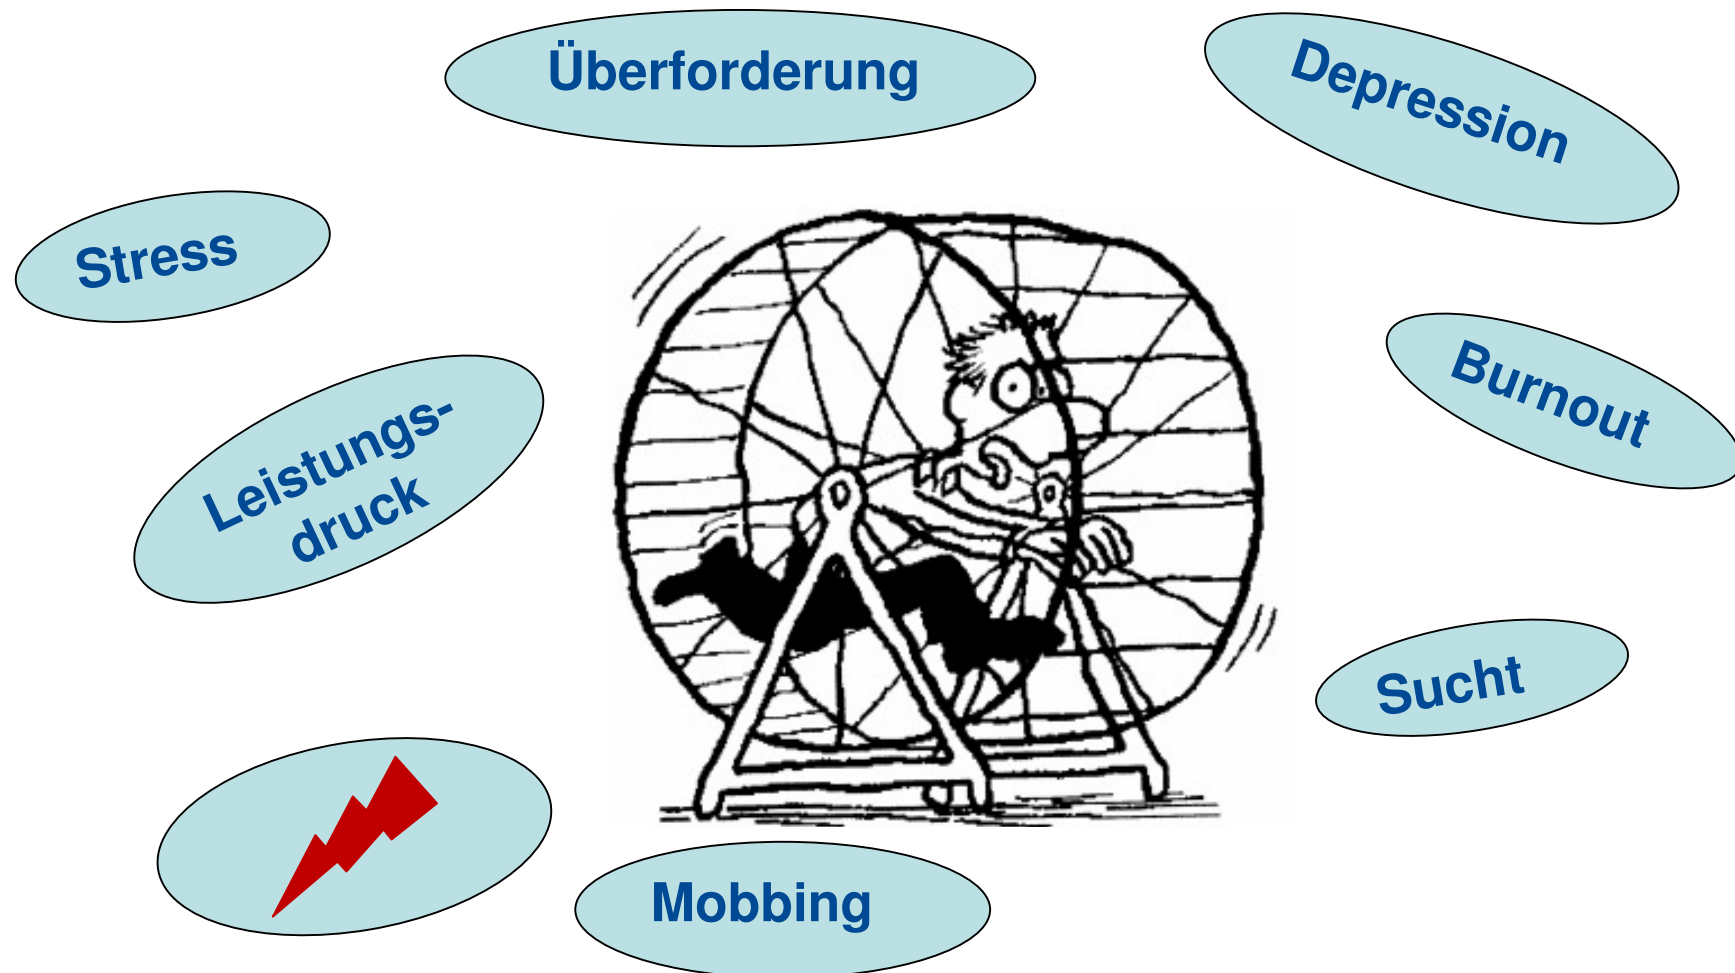 Überforderung
Depression
Stress
Burnout
Leistungs-
druck
Sucht
Mobbing